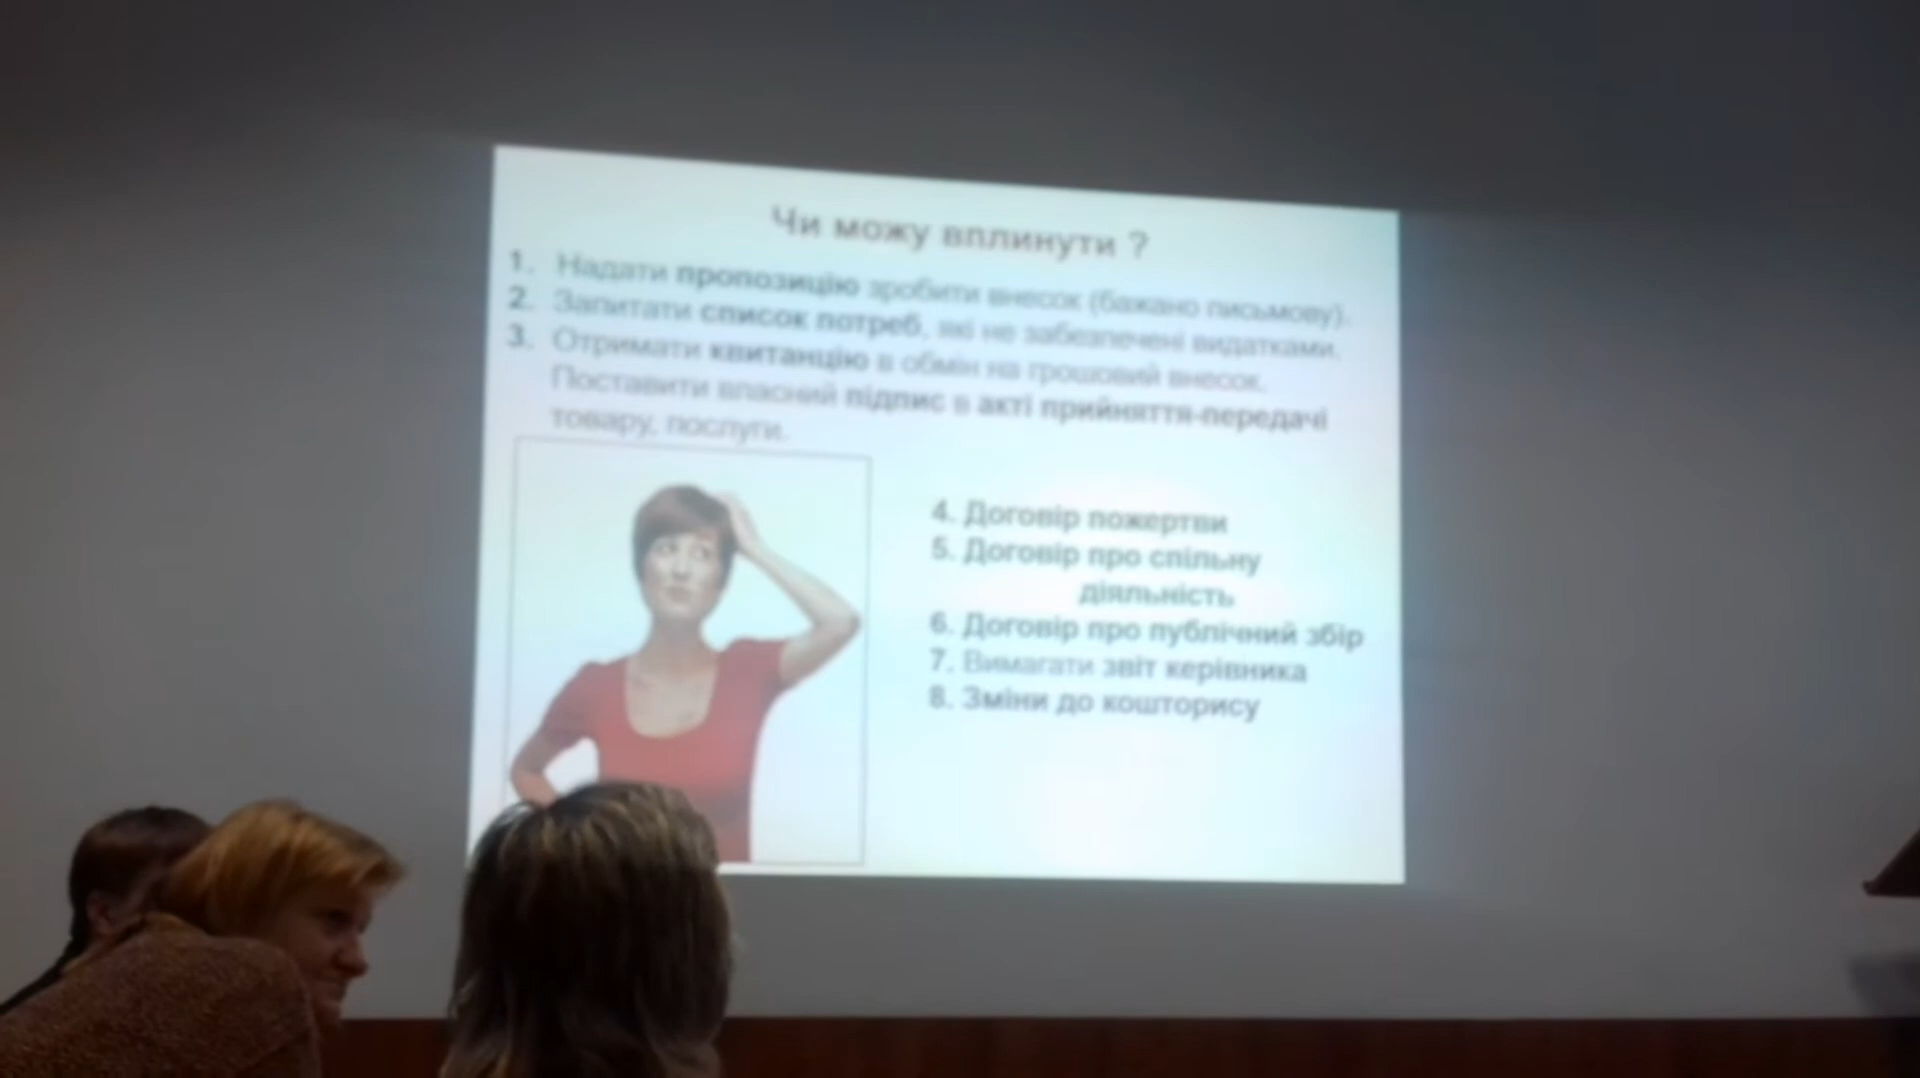 Чи можу вплинути ?
1. Надати пропозицію зробити внесок (бажано письмову).
2. Запитати список потреб, які не забезпечені видатками.
3. Отримати квитанцію в обмін на грошовий внесок.
Поставити власний підпис в акті прийняття-передачі
товару, послуги.
4. Договір пожертви
5. Договір про спільну
діяльність
6. Договір про публічний збір
7. Вимагати звіт керівника
8. Зміни до кошторису